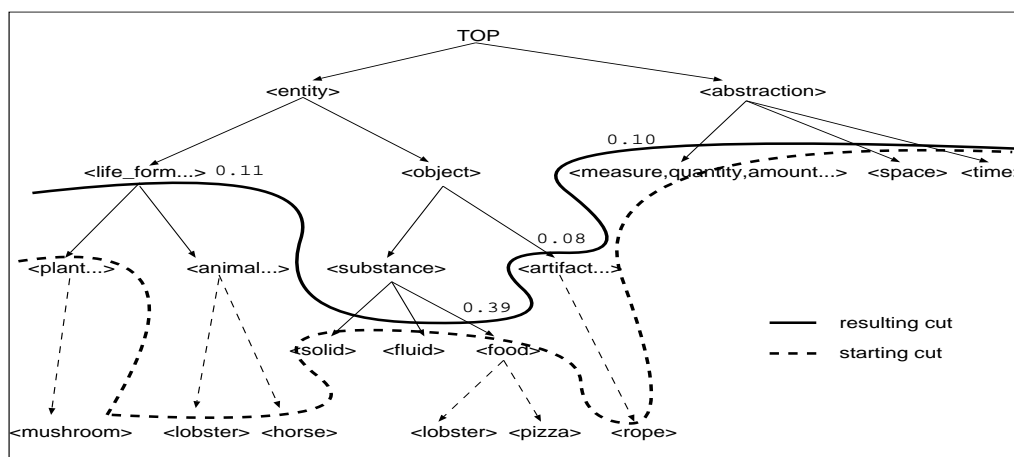 TOP
<entity> <abstraction>
0.10
<life_form...> 0.11 <object> <measure,quantity,amount...> <space> <time>
0.08
<plant...> <animal...> <substance> <artifact...>
0.39
resulting cut
<solid> <fluid> <food>
starting cut
<mushroom> <lobster> <horse> <lobster> <pizza> <rope>